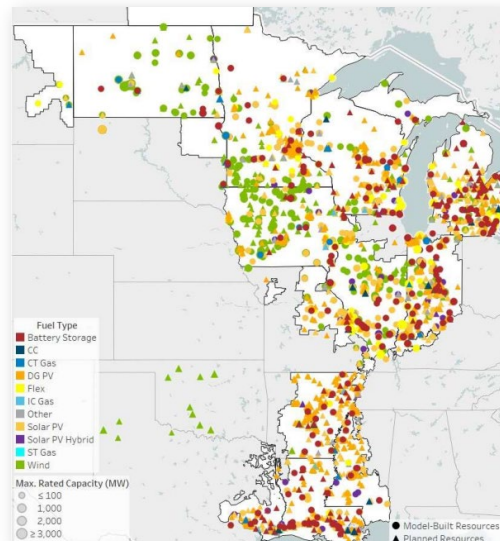 Fuel Type
Battery Storage
CC
CT Gas
DG PV
Flex
IC Gas
Other
Solar PV
Solar PV Hybrid
ST Gas
Wind
Max. Rated Capacity (MW)
≤ 100
1,000
2,000
≥ 3,000
Model-Built Resources
Planned Resources